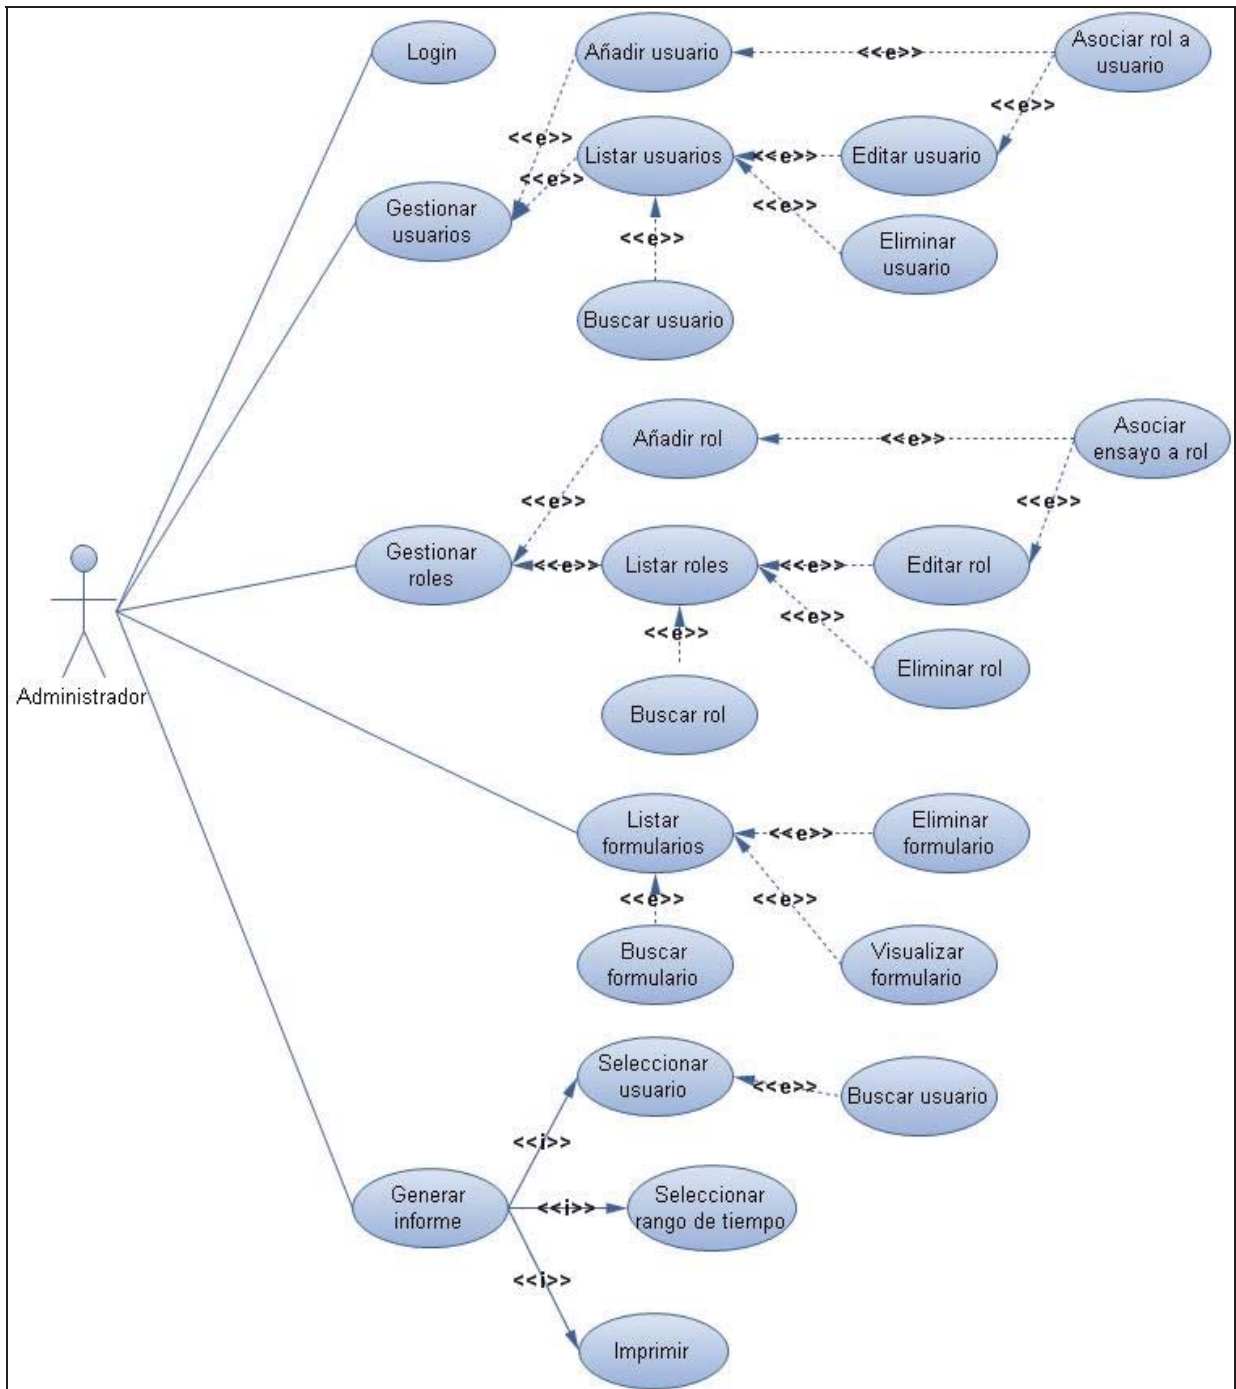 Login
Añadir usuario
<<e>>
Asociar rol a
usuario
<<e>>
<<e>>
Listar usuarios
<<e>>
Editar usuario
<<e>>
<<e>>
Gestionar
usuarios
<<e>>
Eliminar
usuario
Buscar usuario
Añadir rol
<<e>>
Asociar
ensayo a rol
<<e>>
<<e>>
Gestionar
roles
<<e>>
Listar roles
<<e>>
Editar rol
<<e>>
<<e>>
Eliminar rol
Administrador
Buscar rol
Listar
formularios
<<e>>
Eliminar
formulario
<<e>>
<<e>>
Buscar
formulario
Visualizar
formulario
Seleccionar
usuario
<<e>>
Buscar usuario
<<i>>
Generar
informe
<<i>>
Seleccionar
rango de tiempo
<<i>>
Imprimir